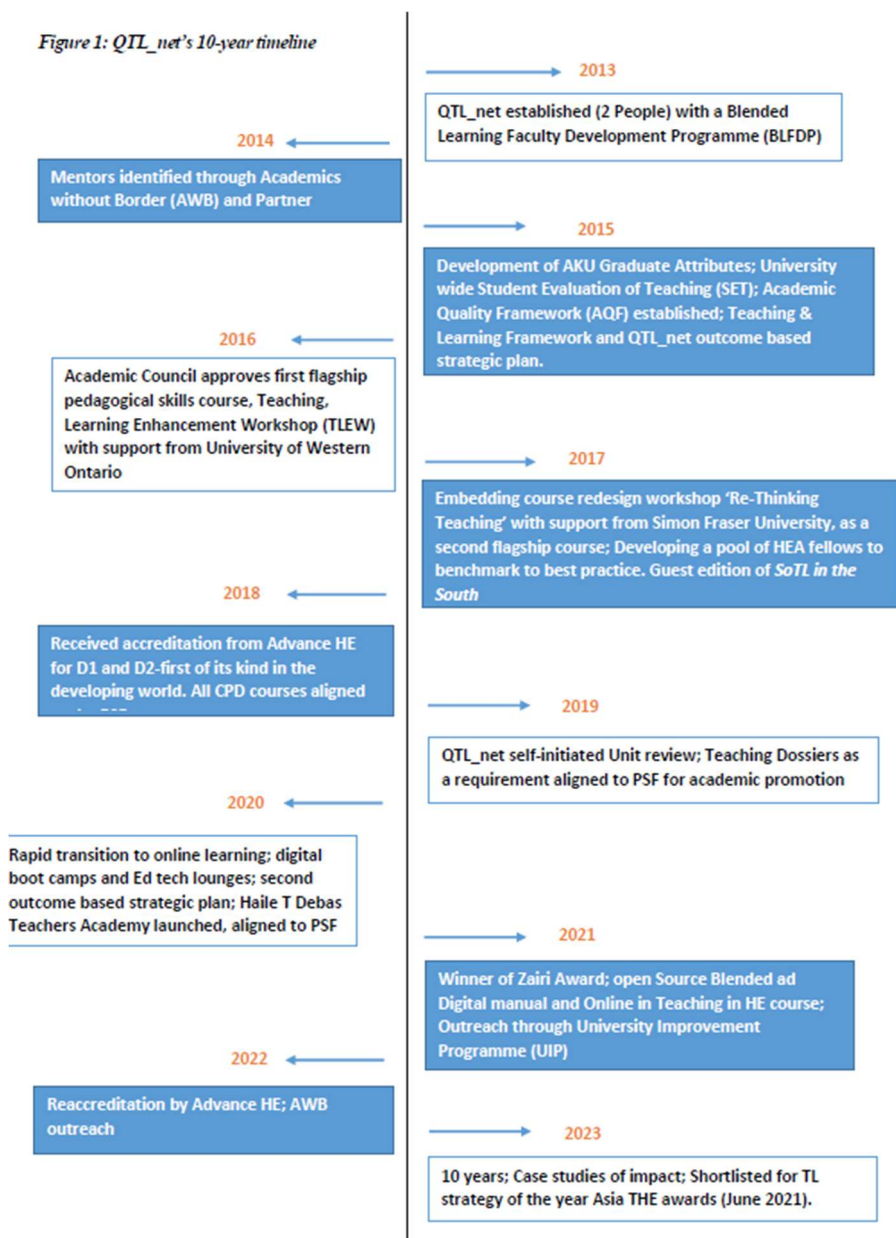 Figure 1: QTL_net's 10-year timeline
2013
QTL_net established (2 People) with a Blended
Learning Faculty Development Programme (BLFDP)
2014
Mentors identified through Academics
without Border (AWB) and Partner
2015
Development of AKU Graduate Attributes; University
wide Student Evaluation of Teaching (SET); Academic
Quality Framework (AQF) established; Teaching &
Learning Framework and QTL_net outcome based
strategic plan.
2016
Academic Council approves first flagship
pedagogical skills course, Teaching,
Learning Enhancement Workshop (TLEW)
with support from University of Western
Ontario
2017
Embedding course redesign workshop 'Re-Thinking
Teaching' with support from Simon Fraser University, as a
second flagship course; Developing a pool of HEA fellows to
benchmark to best practice. Guest edition of SoTL in the
South
2018
Received accreditation from Advance HE
for D1 and D2-first of its kind in the
developing world. All CPD courses aligned
2019
QTL_net self-initiated Unit review; Teaching Dossiers as
a requirement aligned to PSF for academic promotion
2020
Rapid transition to online learning; digital
boot camps and Ed tech lounges; second
outcome based strategic plan; Haile T Debas
Teachers Academy launched, aligned to PSF
2021
Winner of Zairi Award; open Source Blended ad
Digital manual and Online in Teaching in HE course;
Outreach through University Improvement
Programme (UIP)
2022
Reaccreditation by Advance HE; AWB
outreach
2023
10 years; Case studies of impact; Shortlisted for TL
strategy of the year Asia THE awards (June 2021).